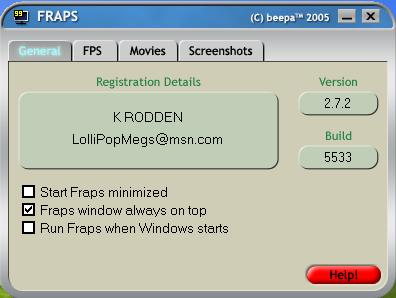 99 FRAPS (C) beepa™ 2005
General FPS Movies Screenshots
Registration Details
K RODDEN
LolliPopMegs@msn.com
Version
2.7.2
Build
5533
Start Fraps minimized
Fraps window always on top
Run Fraps when Windows starts
Help!